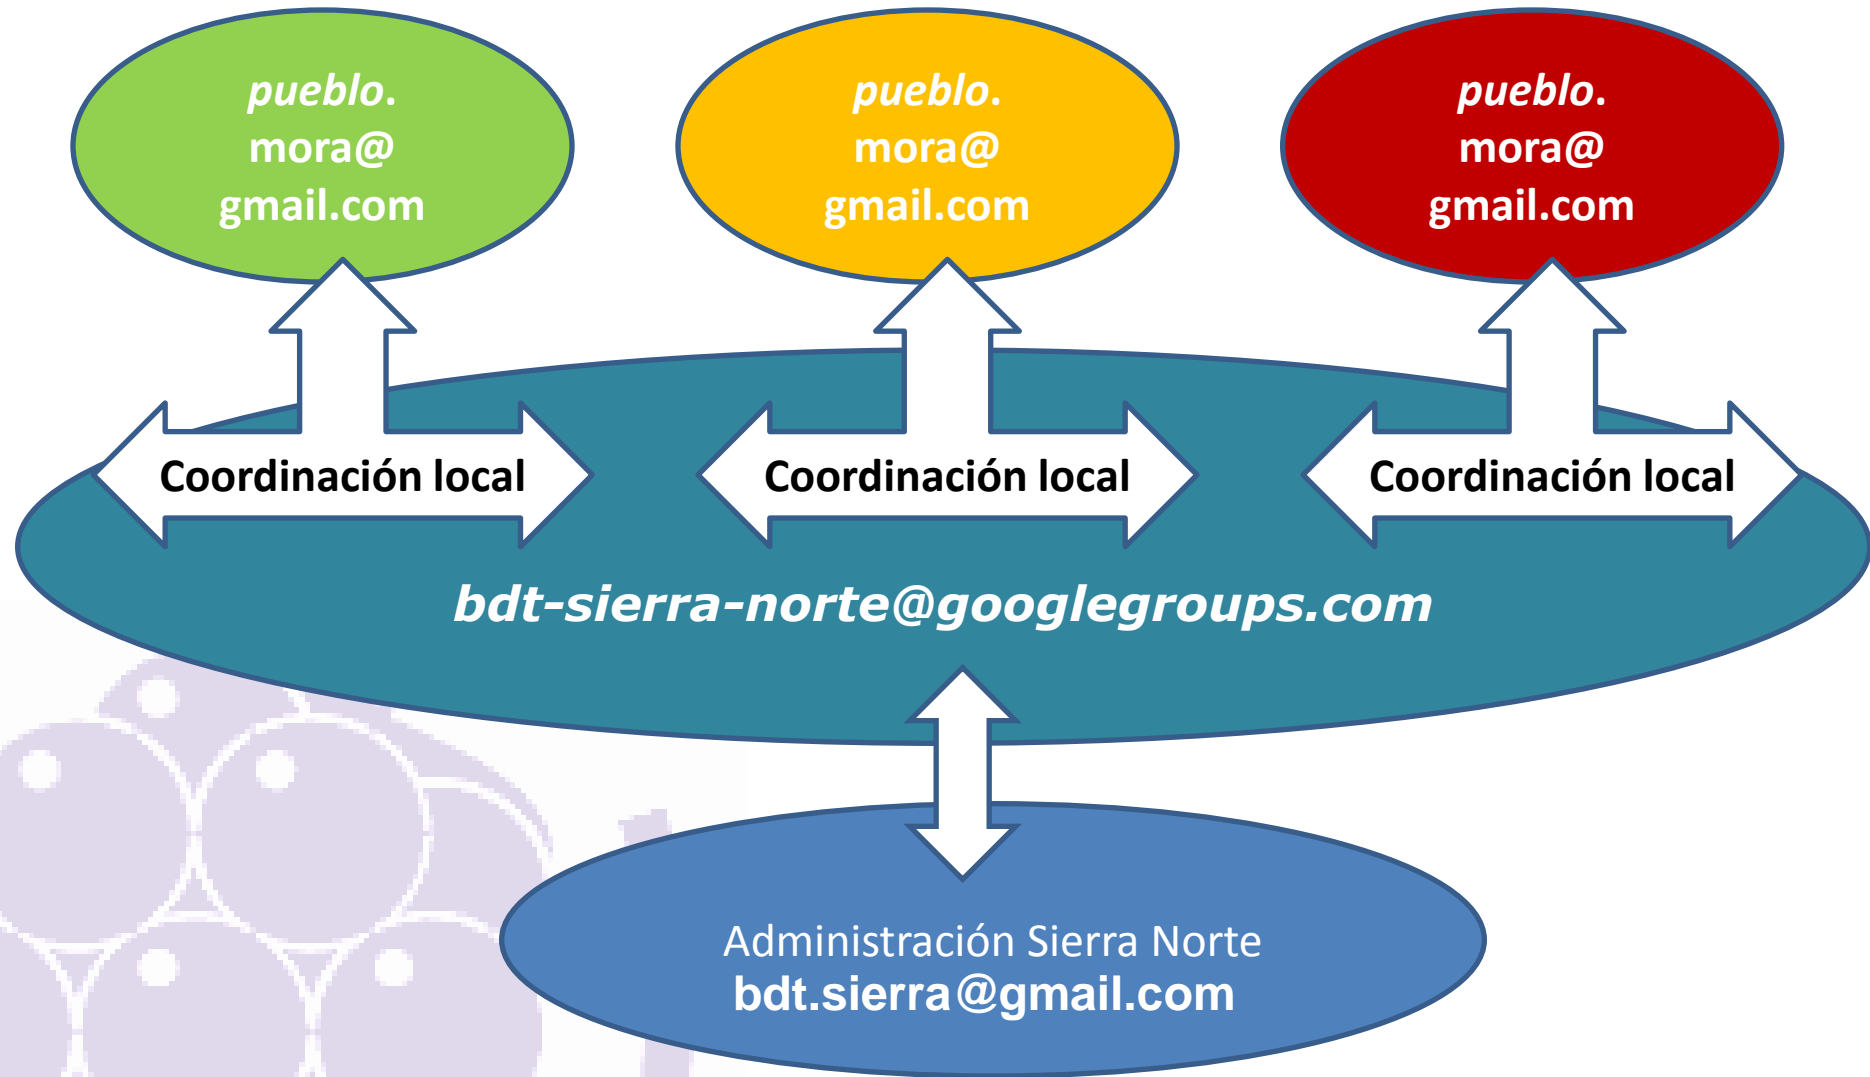 pueblo.
mora@
gmail.com
pueblo.
mora@
gmail.com
pueblo.
mora@
gmail.com
Coordinación local
Coordinación local
Coordinación local
bdt-sierra-norte@googlegroups.com
Administración Sierra Norte
bdt.sierra@gmail.com